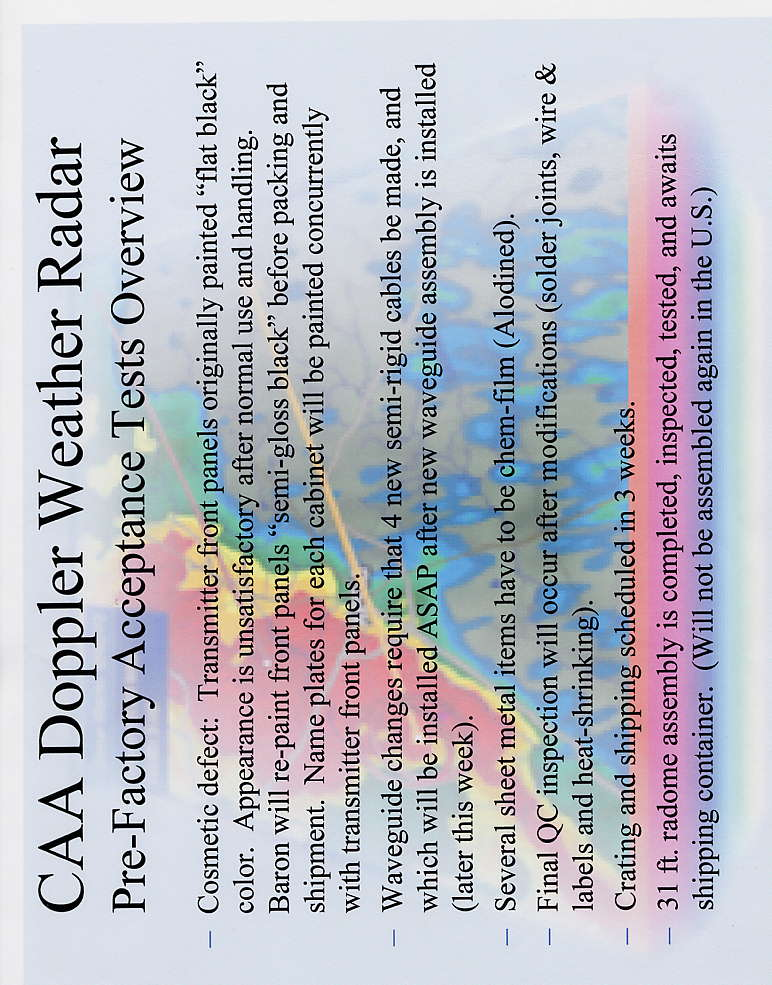 CAA Doppler Weather Radar
Pre-Factory Acceptance Tests Overview
– Cosmetic defect:  Transmitter front panels originally painted “flat black”
color.  Appearance is unsatisfactory after normal use and handling.
Baron will re-paint front panels “semi-gloss black” before packing and
shipment.  Name plates for each cabinet will be painted concurrently
with transmitter front panels.
– Waveguide changes require that 4 new semi-rigid cables be made, and
which will be installed ASAP after new waveguide assembly is installed
(later this week).
– Several sheet metal items have to be chem-film (Alodined).
– Final QC inspection will occur after modifications (solder joints, wire &
labels and heat-shrinking).
– Crating and shipping scheduled in 3 weeks.
– 31 ft. radome assembly is completed, inspected, tested, and awaits
shipping container.  (Will not be assembled again in the U.S.)